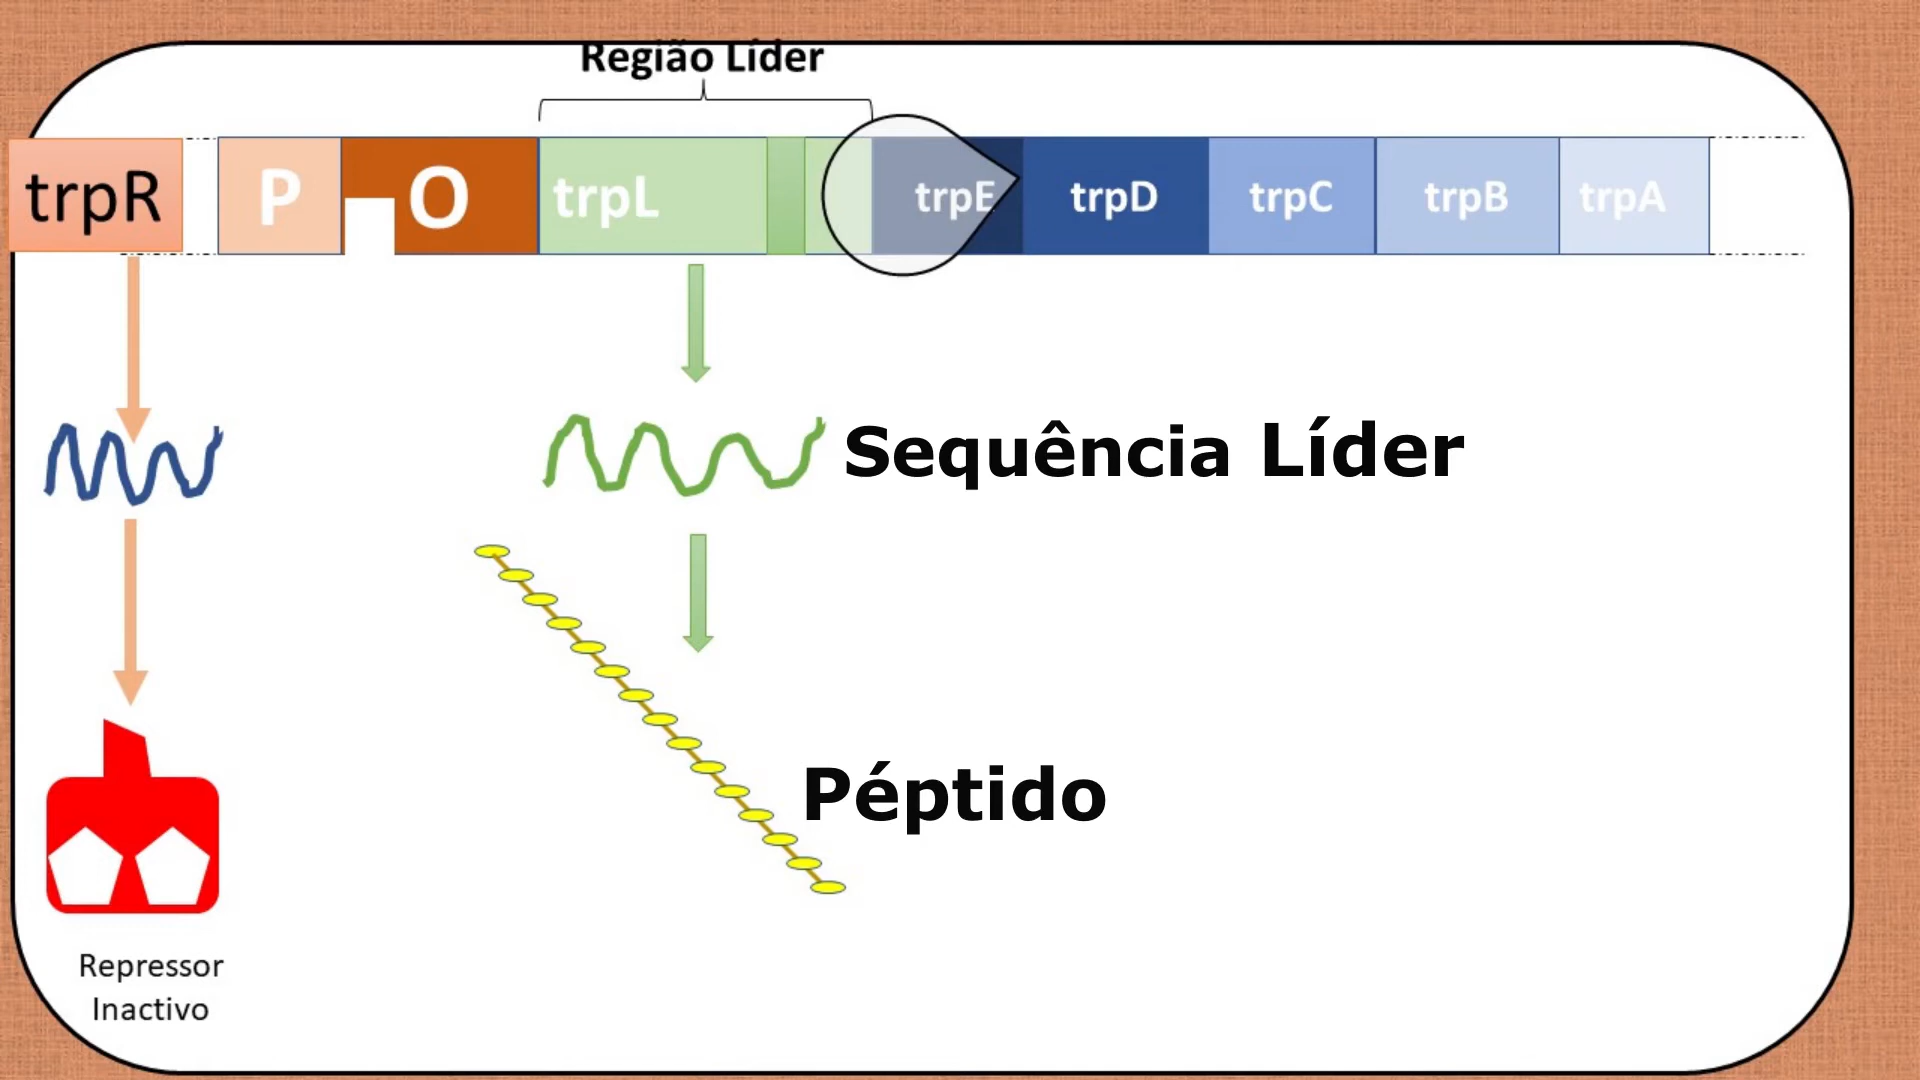 Região Líder
trpR
P
O
trpL
trpE
trpD
trpC
trpB
trpA
Sequência Líder
Péptido
Repressor
Inactivo